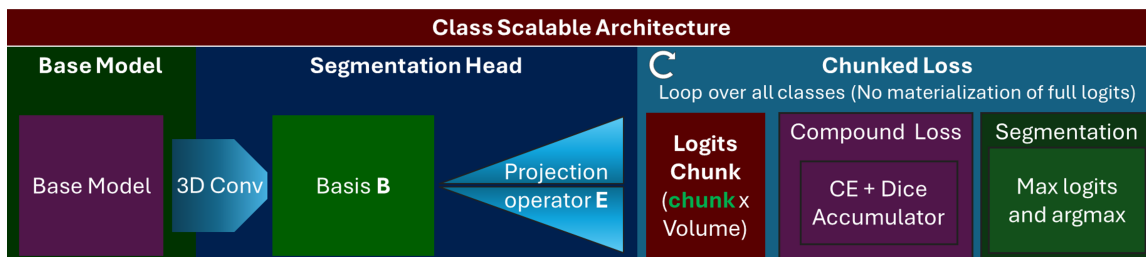 Class Scalable Architecture
Base Model
Segmentation Head
Chunked Loss
Loop over all classes (No materialization of full logits)
Base Model
3D Conv
Basis B
Projection
operator E
Logits
Chunk
(chunk x
Volume)
Compound Loss
CE + Dice
Accumulator
Segmentation
Max logits
and argmax